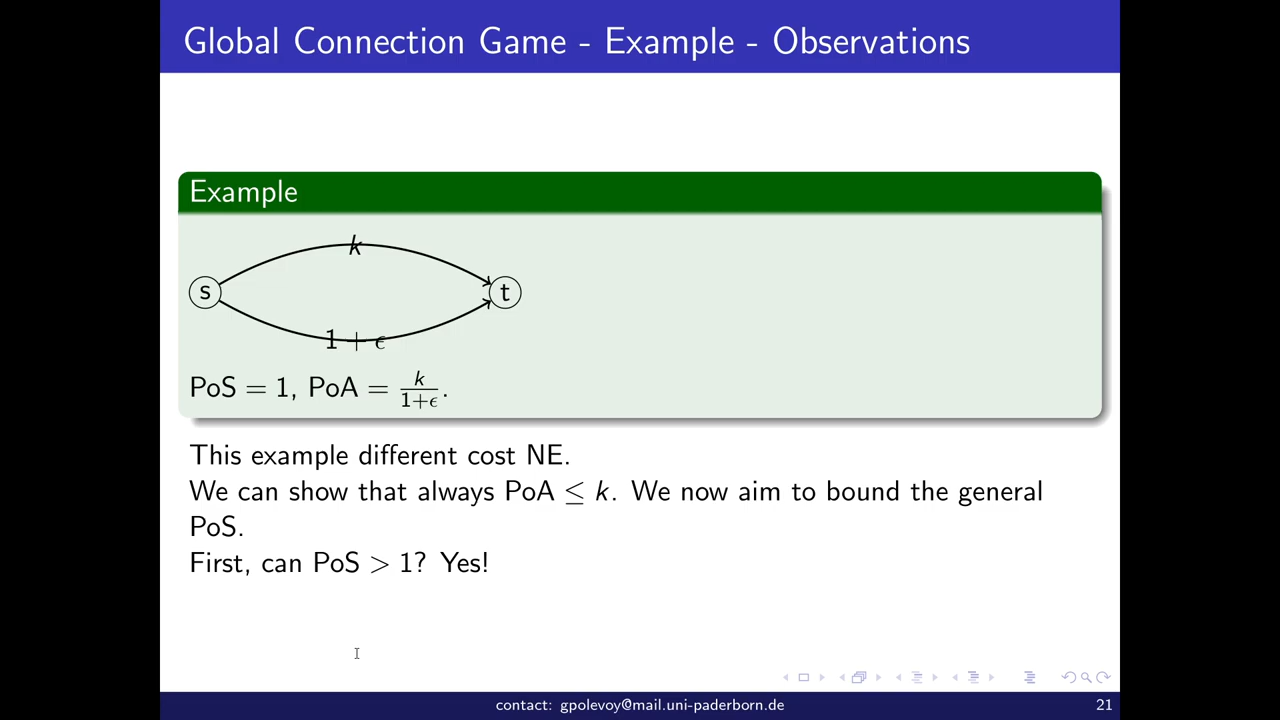 Global Connection Game - Example - Observations
Example
k
s
t
1 + ϵ
PoS = 1, PoA = k/(1+ϵ).
This example different cost NE.
We can show that always PoA ≤ k. We now aim to bound the general
PoS.
First, can PoS > 1? Yes!
contact: gpolevoy@mail.uni-paderborn.de
21